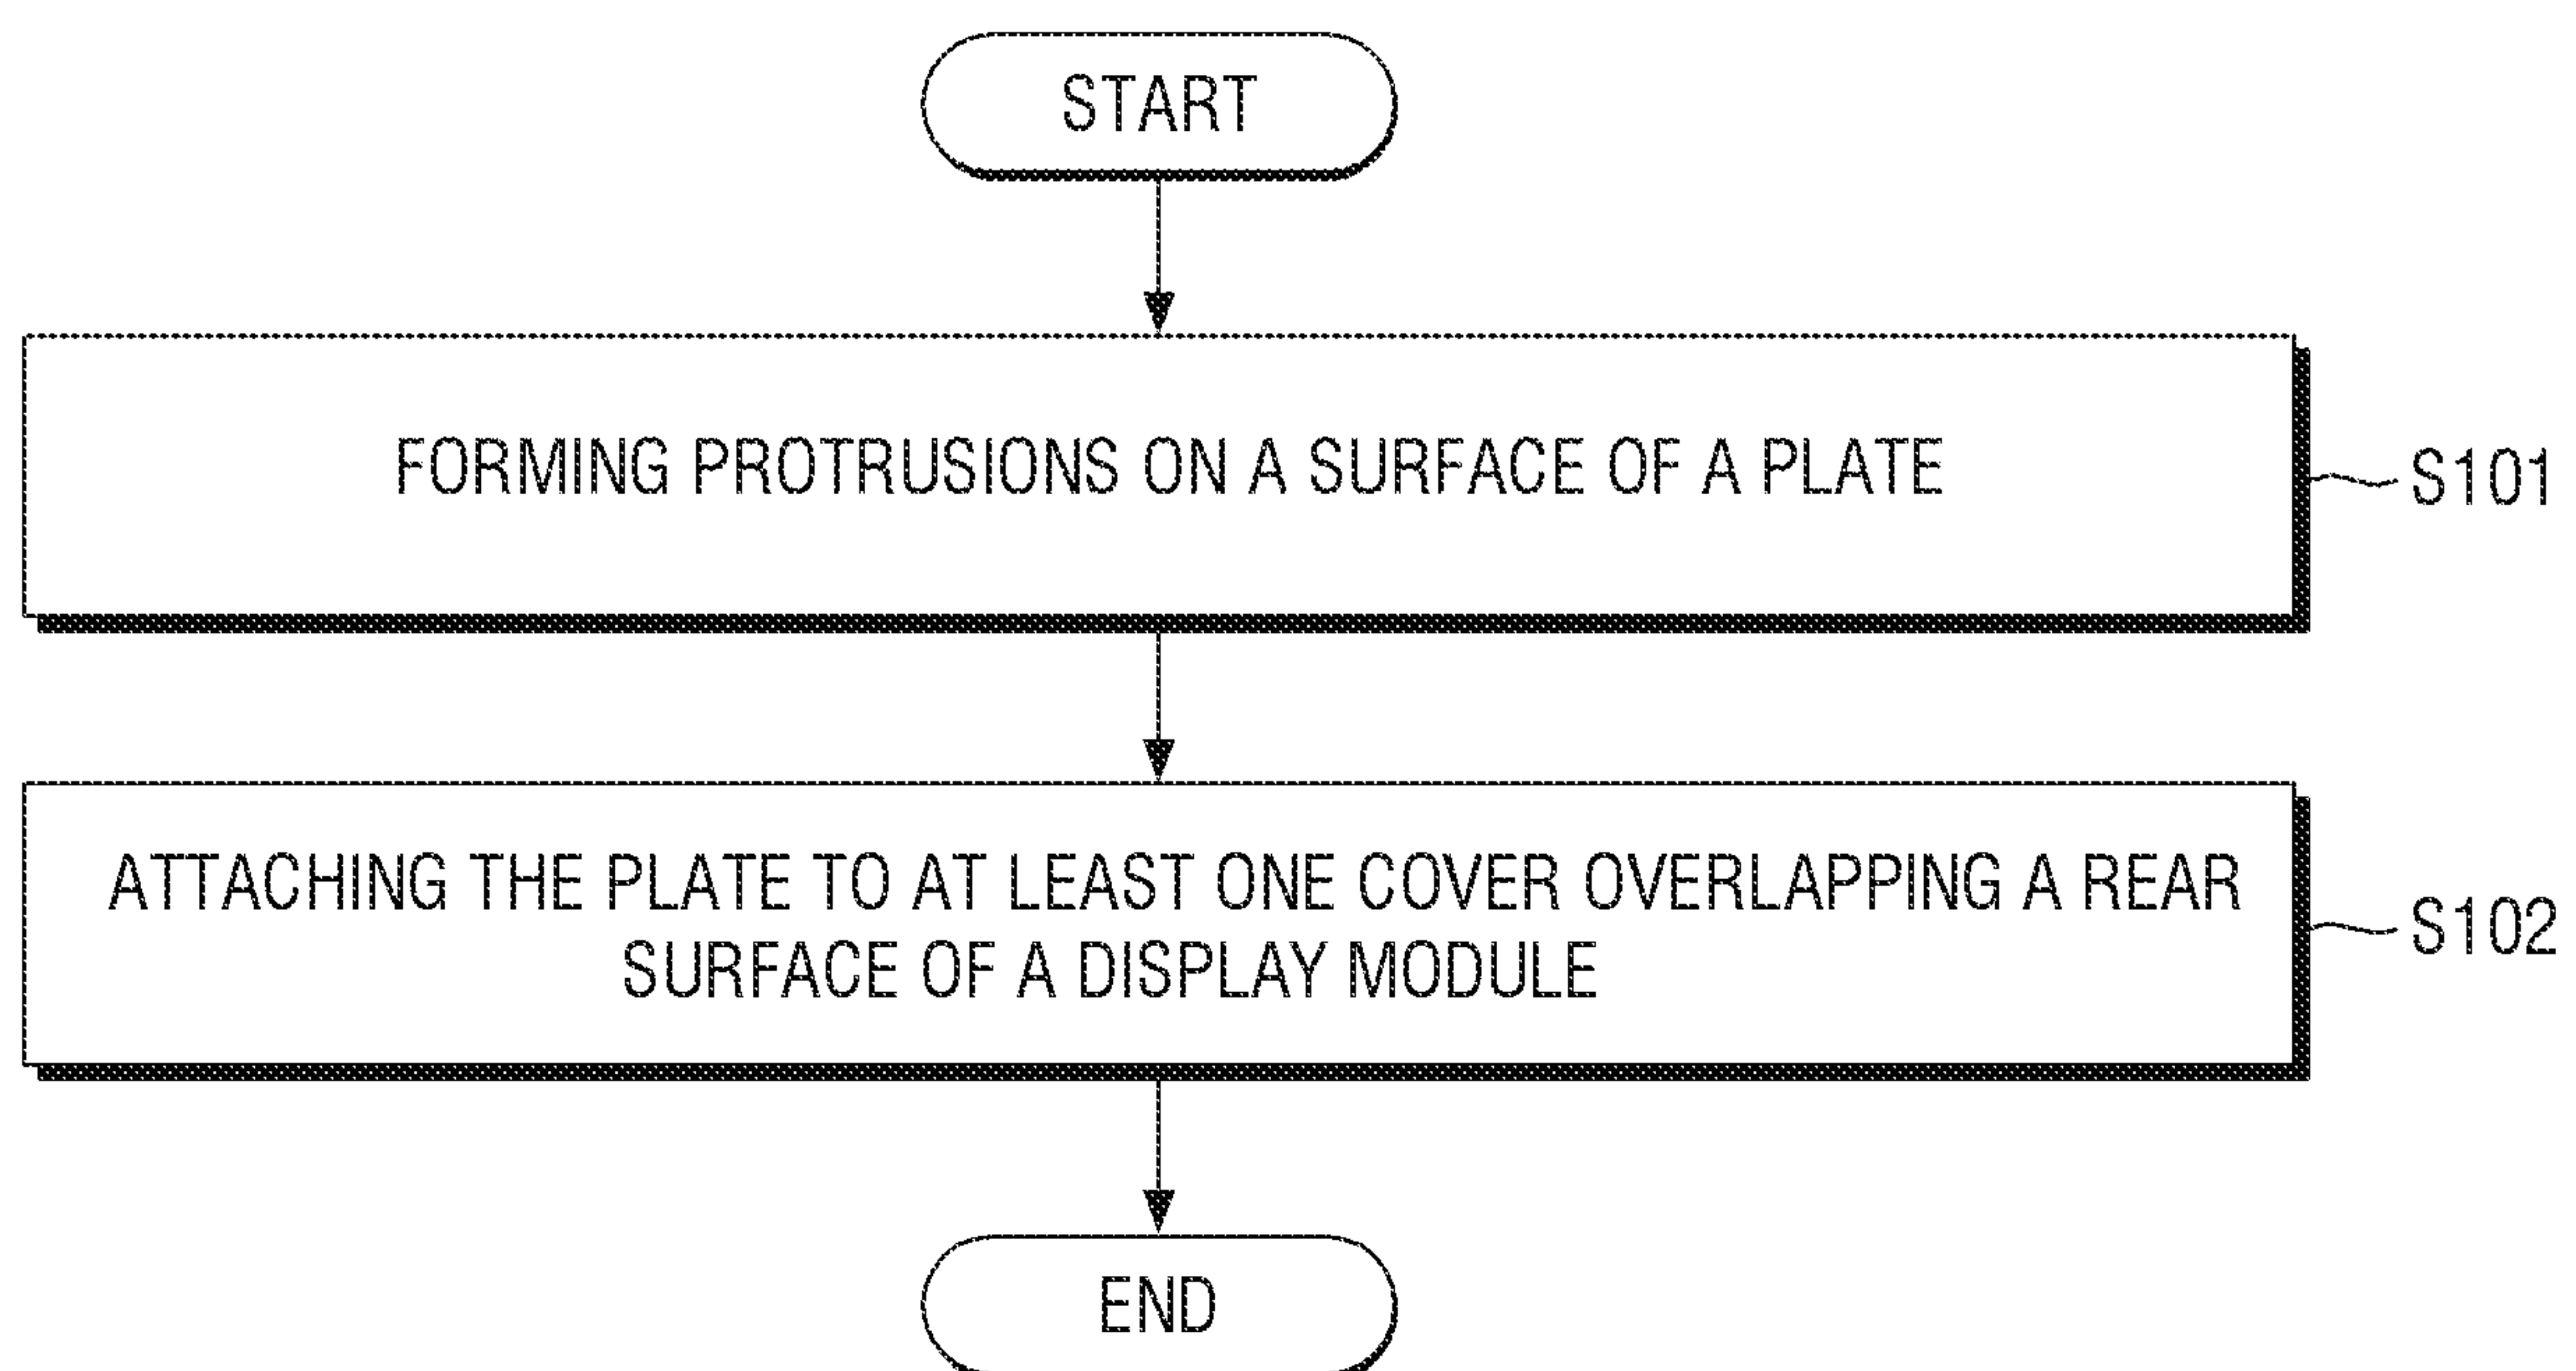 START
FORMING PROTRUSIONS ON A SURFACE OF A PLATE
S101
ATTACHING THE PLATE TO AT LEAST ONE COVER OVERLAPPING A REAR
SURFACE OF A DISPLAY MODULE
S102
END